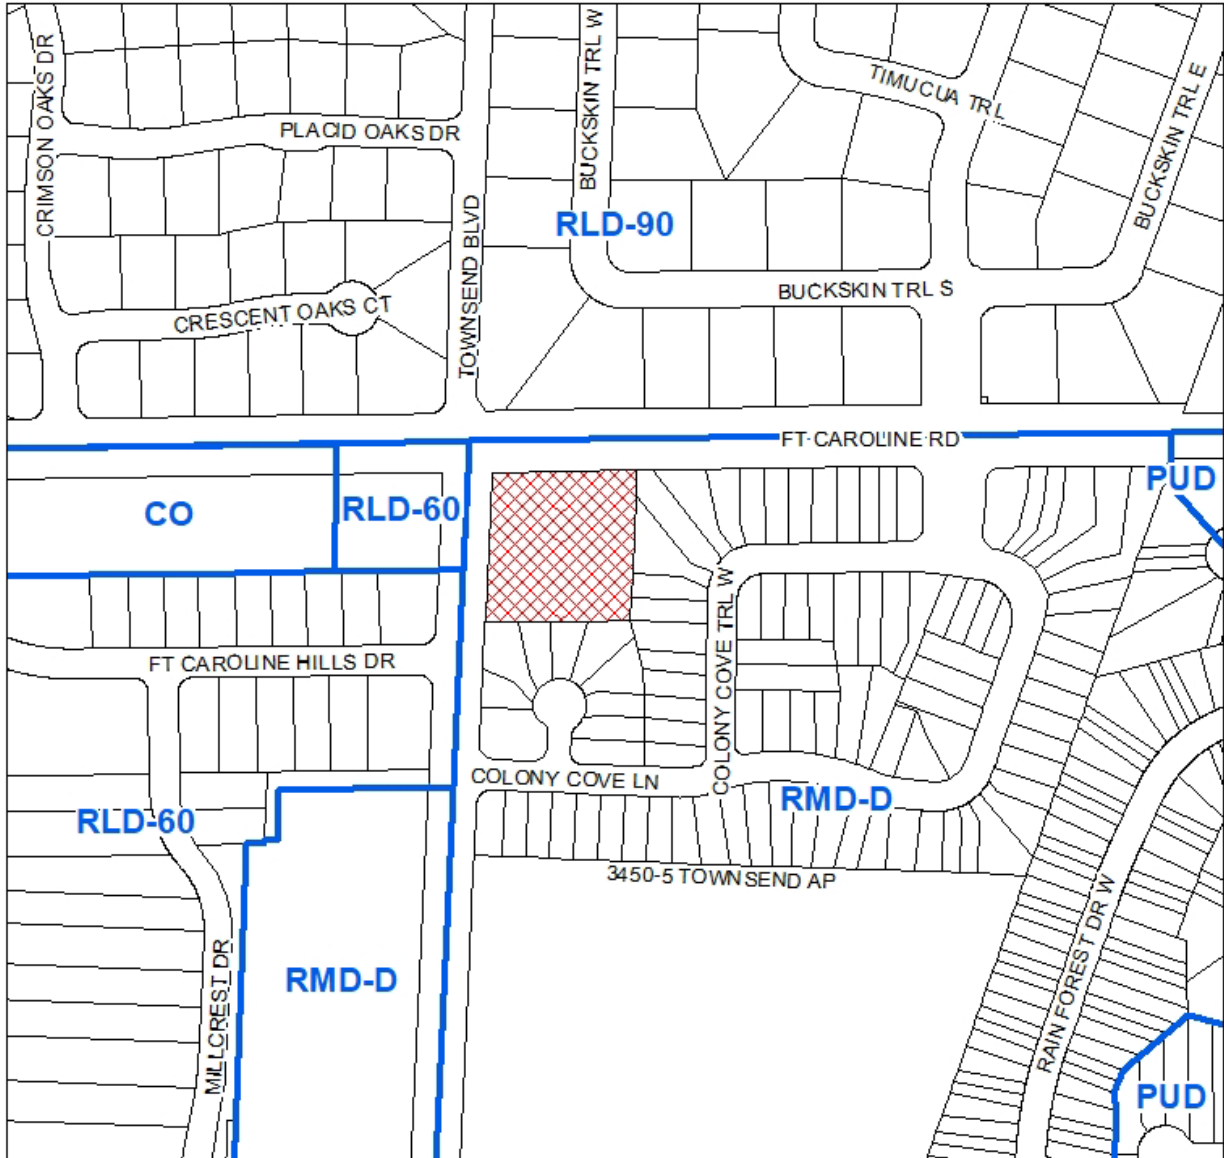 CRIMSON OAKS DR
PLACID OAKS DR
TOWNSEND BLVD
BUCKSKIN TRL W
TIMUCUA TRL
BUCKSKIN TRL E
RLD-90
CRESCENT OAKS CT
BUCKSKIN TRL S
FT CAROLINE RD
CO
RLD-60
PUD
FT CAROLINE HILLS DR
COLONY COVE TRL W
COLONY COVE LN
RMD-D
RLD-60
3450-5 TOWNSEND AP
MILLCREST DR
RMD-D
RAIN FOREST DR W
PUD